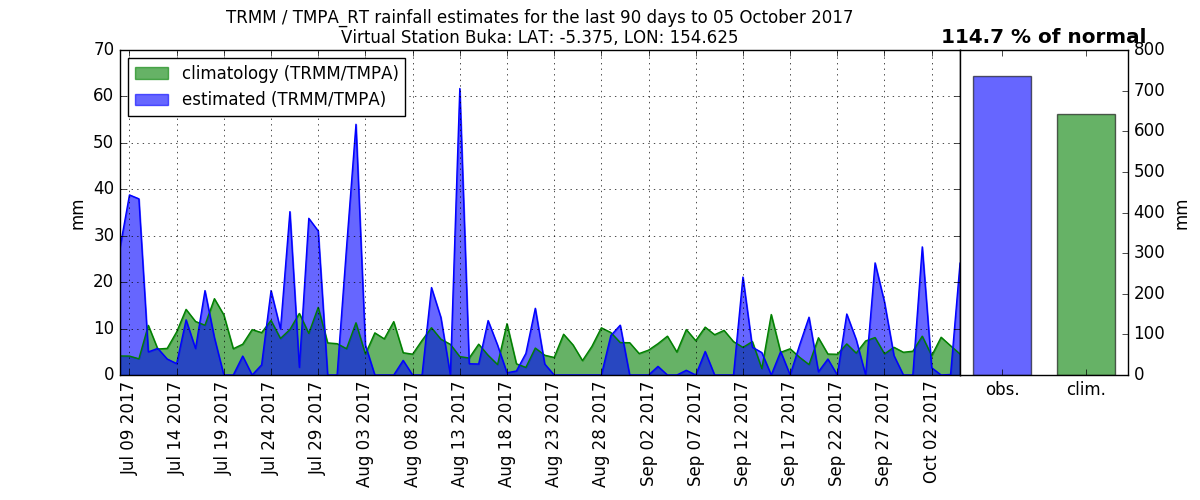 TRMM / TMPA_RT rainfall estimates for the last 90 days to 05 October 2017
Virtual Station Buka: LAT: -5.375, LON: 154.625
114.7 % of normal
climatology (TRMM/TMPA)
estimated (TRMM/TMPA)
70
60
50
40
30
20
10
0
mm
800
700
600
500
400
300
200
100
0
mm
Jul 09 2017
Jul 14 2017
Jul 19 2017
Jul 24 2017
Jul 29 2017
Aug 03 2017
Aug 08 2017
Aug 13 2017
Aug 18 2017
Aug 23 2017
Aug 28 2017
Sep 02 2017
Sep 07 2017
Sep 12 2017
Sep 17 2017
Sep 22 2017
Sep 27 2017
Oct 02 2017
obs.
clim.